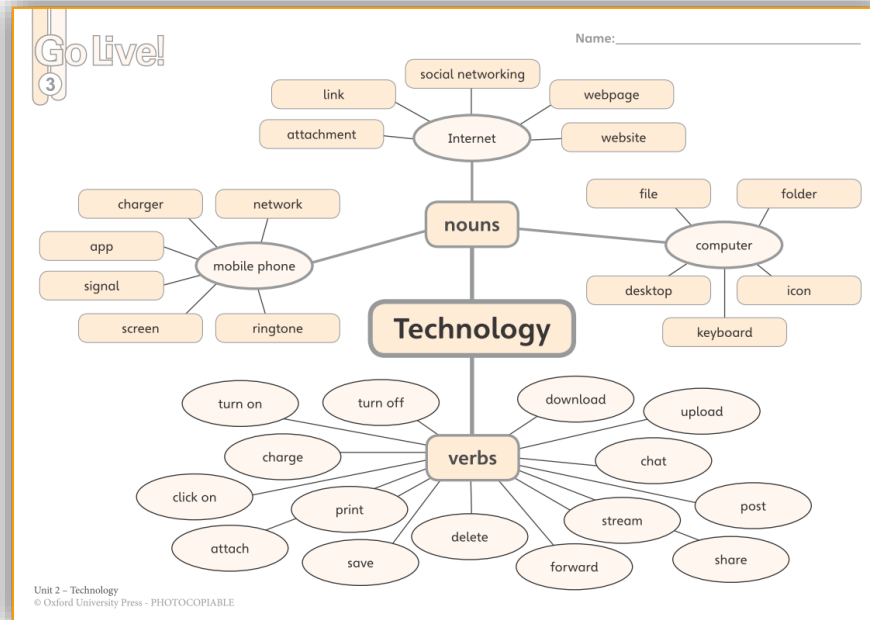 Go Live!
3
Name:
social networking
link
webpage
attachment
Internet
website
charger
network
file
folder
app
nouns
mobile phone
computer
signal
desktop
icon
screen
ringtone
Technology
keyboard
turn on
turn off
download
upload
charge
verbs
chat
click on
print
stream
post
attach
save
delete
forward
share
Unit 2 – Technology
© Oxford University Press - PHOTOCOPIABLE